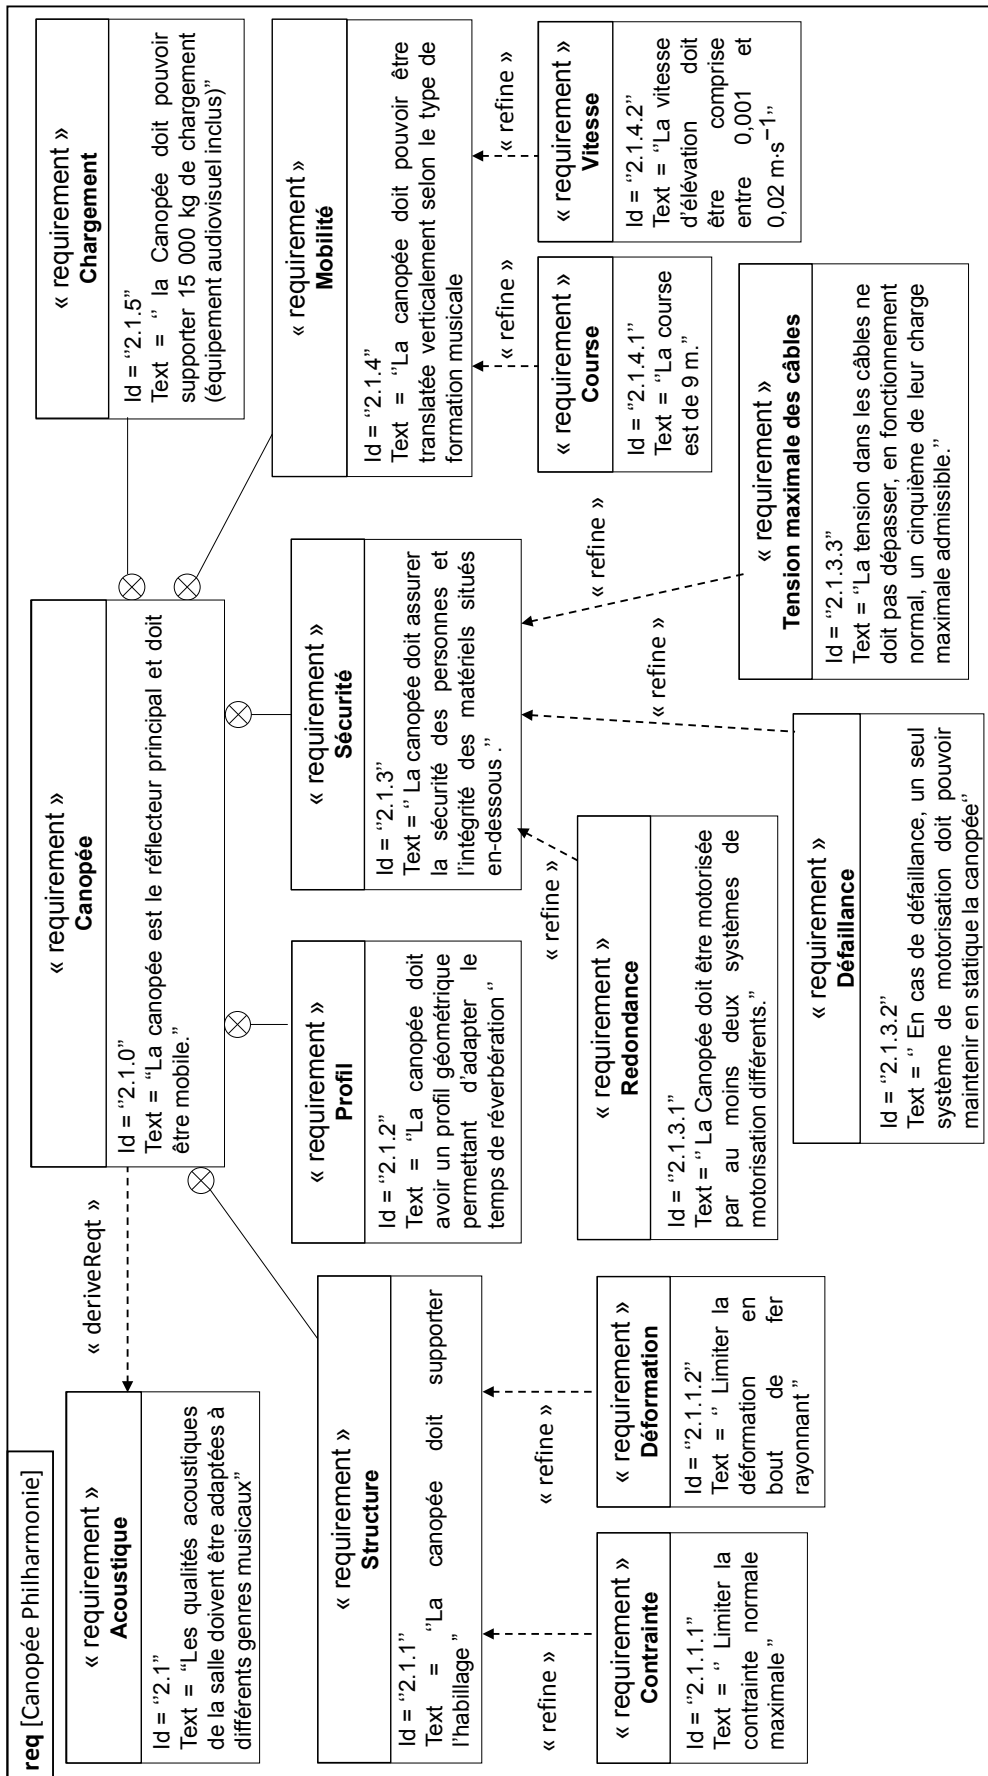 req [Canopée Philharmonie]
« requirement »
Acoustique
Id = ‘’2.1’’
Text = “Les qualités acoustiques
de la salle doivent être adaptées à
différents genres musicaux”
« deriveReqt »
« requirement »
Canopée
Id = ‘’2.1.0’’
Text = “La canopée est le réflecteur principal et doit
être mobile.’’
« requirement »
Chargement
Id = ‘’2.1.5’’
Text = ‘’ la Canopée doit pouvoir
supporter 15 000 kg de chargement
(équipement audiovisuel inclus)’’
« requirement »
Structure
Id = ‘’2.1.1’’
Text = ‘’La canopée doit supporter
l’habillage ’’
« requirement »
Profil
Id = ‘’2.1.2’’
Text = ‘’La canopée doit
avoir un profil géométrique
permettant d’adapter le
temps de réverbération ‘’
« requirement »
Sécurité
Id = ‘’2.1.3’’
Text = ‘’ La canopée doit assurer
la sécurité des personnes et
l’intégrité des matériels situés
en-dessous .’’
« requirement »
Mobilité
Id = ‘’2.1.4’’
Text = ‘’La canopée doit pouvoir être
translatée verticalement selon le type de
formation musicale
« refine »
« refine »
« refine »
« refine »
« refine »
« refine »
« refine »
« requirement »
Contrainte
Id = ‘’2.1.1.1’’
Text = ‘’ Limiter la
contrainte normale
maximale ’’
« requirement »
Déformation
Id = ‘’2.1.1.2’’
Text = ‘’ Limiter la
déformation en
bout de fer
rayonnant ’’
« requirement »
Redondance
Id = ‘’2.1.3.1’’
Text = ‘’ La Canopée doit être motorisée
par au moins deux systèmes de
motorisation différents.’’
« requirement »
Course
Id = ‘’2.1.4.1’’
Text = ‘’La course
est de 9 m.’’
« requirement »
Vitesse
Id = ‘’2.1.4.2’’
Text = ‘’La vitesse
d’élévation doit
être comprise
entre 0,001 et
0,02 m·s⁻¹,,
« requirement »
Défaillance
Id = ‘’2.1.3.2’’
Text = ‘’ En cas de défaillance, un seul
système de motorisation doit pouvoir
maintenir en statique la canopée‘’
« requirement »
Tension maximale des câbles
Id = ‘’2.1.3.3’’
Text = ‘’La tension dans les câbles ne
doit pas dépasser, en fonctionnement
normal, un cinquième de leur charge
maximale admissible.’’